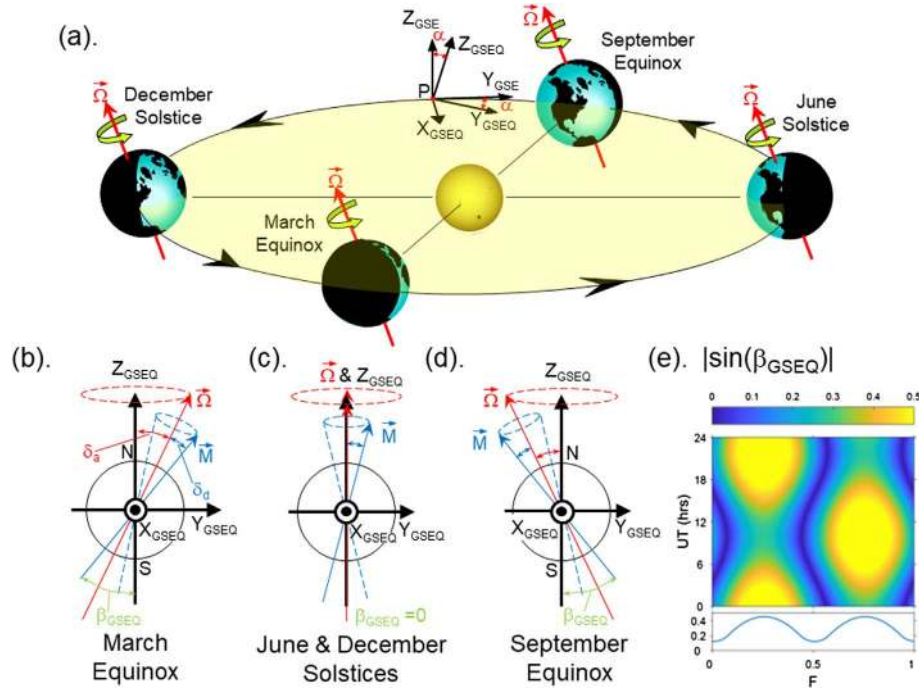 (a).
Z_GSE
α
Z_GSEQ
P
Y_GSE
α
Y_GSEQ
X_GSEQ
September
Equinox
Ω
December
Solstice
Ω
June
Solstice
Ω
March
Equinox
Ω
(b)
Z_GSEQ
Ω
δ_a
N
M
δ_d
X_GSEQ
Y_GSEQ
S
β_GSEQ
March
Equinox
(c)
Ω & Z_GSEQ
M
X_GSEQ
Y_GSEQ
β_GSEQ =0
June & December
Solstices
(d)
Z_GSEQ
Ω
M
N
X_GSEQ
Y_GSEQ
S
β_GSEQ
September
Equinox
(e)
|sin(β_GSEQ)|
0 0.1 0.2 0.3 0.4 0.5
24
18
12
6
0
UT (hrs)
0.4
0.2
0
0 0.5 1
F